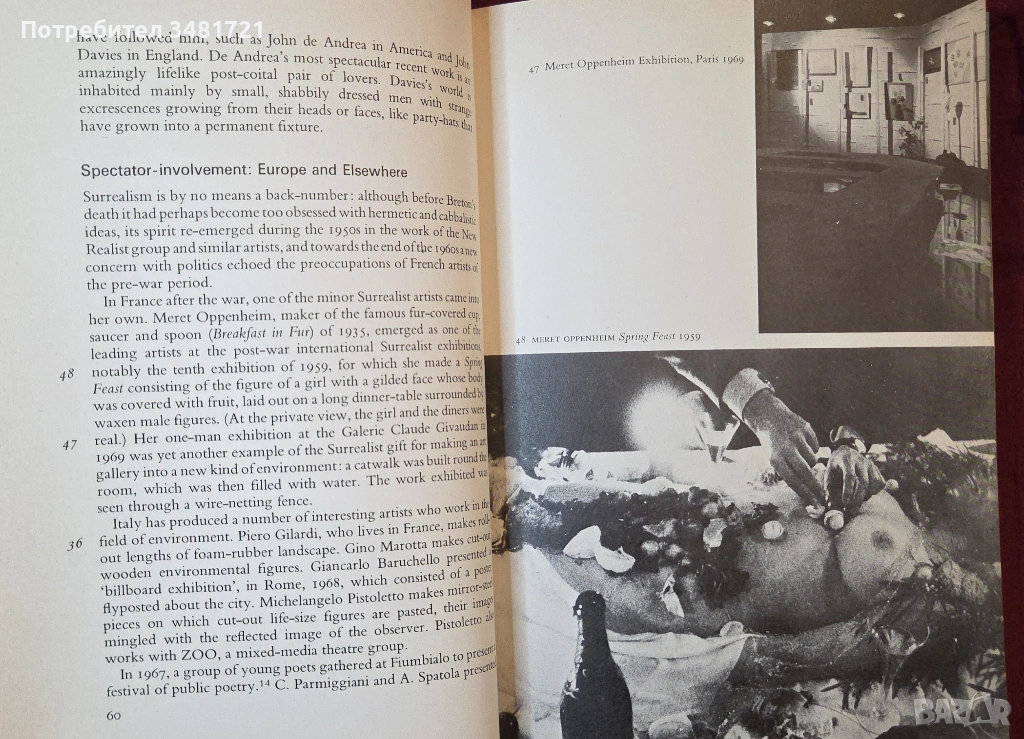 Потребител 3481721
have followed him, such as John de Andrea in America and John
Davies in England. De Andrea's most spectacular recent work is an
amazingly lifelike post-coital pair of lovers. Davies's world is
inhabited mainly by small, shabbily dressed men with strange
excrescences growing from their heads or faces, like party-hats that
have grown into a permanent fixture.
Spectator-involvement: Europe and Elsewhere
Surrealism is by no means a back-number: although before Breton's
death it had perhaps become too obsessed with hermetic and cabbalistic
ideas, its spirit re-emerged during the 1950s in the work of the New
Realist group and similar artists, and towards the end of the 1960s a new
concern with politics echoed the preoccupations of French artists of
the pre-war period.
In France after the war, one of the minor Surrealist artists came into
her own. Meret Oppenheim, maker of the famous fur-covered cup,
saucer and spoon (Breakfast in Fur) of 1935, emerged as one of the
leading artists at the post-war international Surrealist exhibitions,
notably the tenth exhibition of 1959, for which she made a Spring
48 Feast consisting of the figure of a girl with a gilded face whose body
was covered with fruit, laid out on a long dinner-table surrounded by
waxen male figures. (At the private view, the girl and the diners were
47 real.) Her one-man exhibition at the Galerie Claude Givaudan in
1969 was yet another example of the Surrealist gift for making an art
gallery into a new kind of environment: a catwalk was built round the
room, which was then filled with water. The work exhibited was
seen through a wire-netting fence.
Italy has produced a number of interesting artists who work in the
36 field of environment. Piero Gilardi, who lives in France, makes roll-
out lengths of foam-rubber landscape. Gino Marotta makes cut-out
wooden environmental figures. Giancarlo Baruchello presented a
'billboard exhibition', in Rome, 1968, which consisted of a poster
flyposted about the city. Michelangelo Pistoletto makes mirror-steel
pieces on which cut-out life-size figures are pasted, their images
mingled with the reflected image of the observer. Pistoletto also
works with ZOO, a mixed-media theatre group.
In 1967, a group of young poets gathered at Fiumbialo to present a
festival of public poetry.¹⁴ C. Parmiggiani and A. Spatola presented
60
47 Meret Oppenheim Exhibition, Paris 1969
48 MERET OPPENHEIM Spring Feast 1959
BAZAR